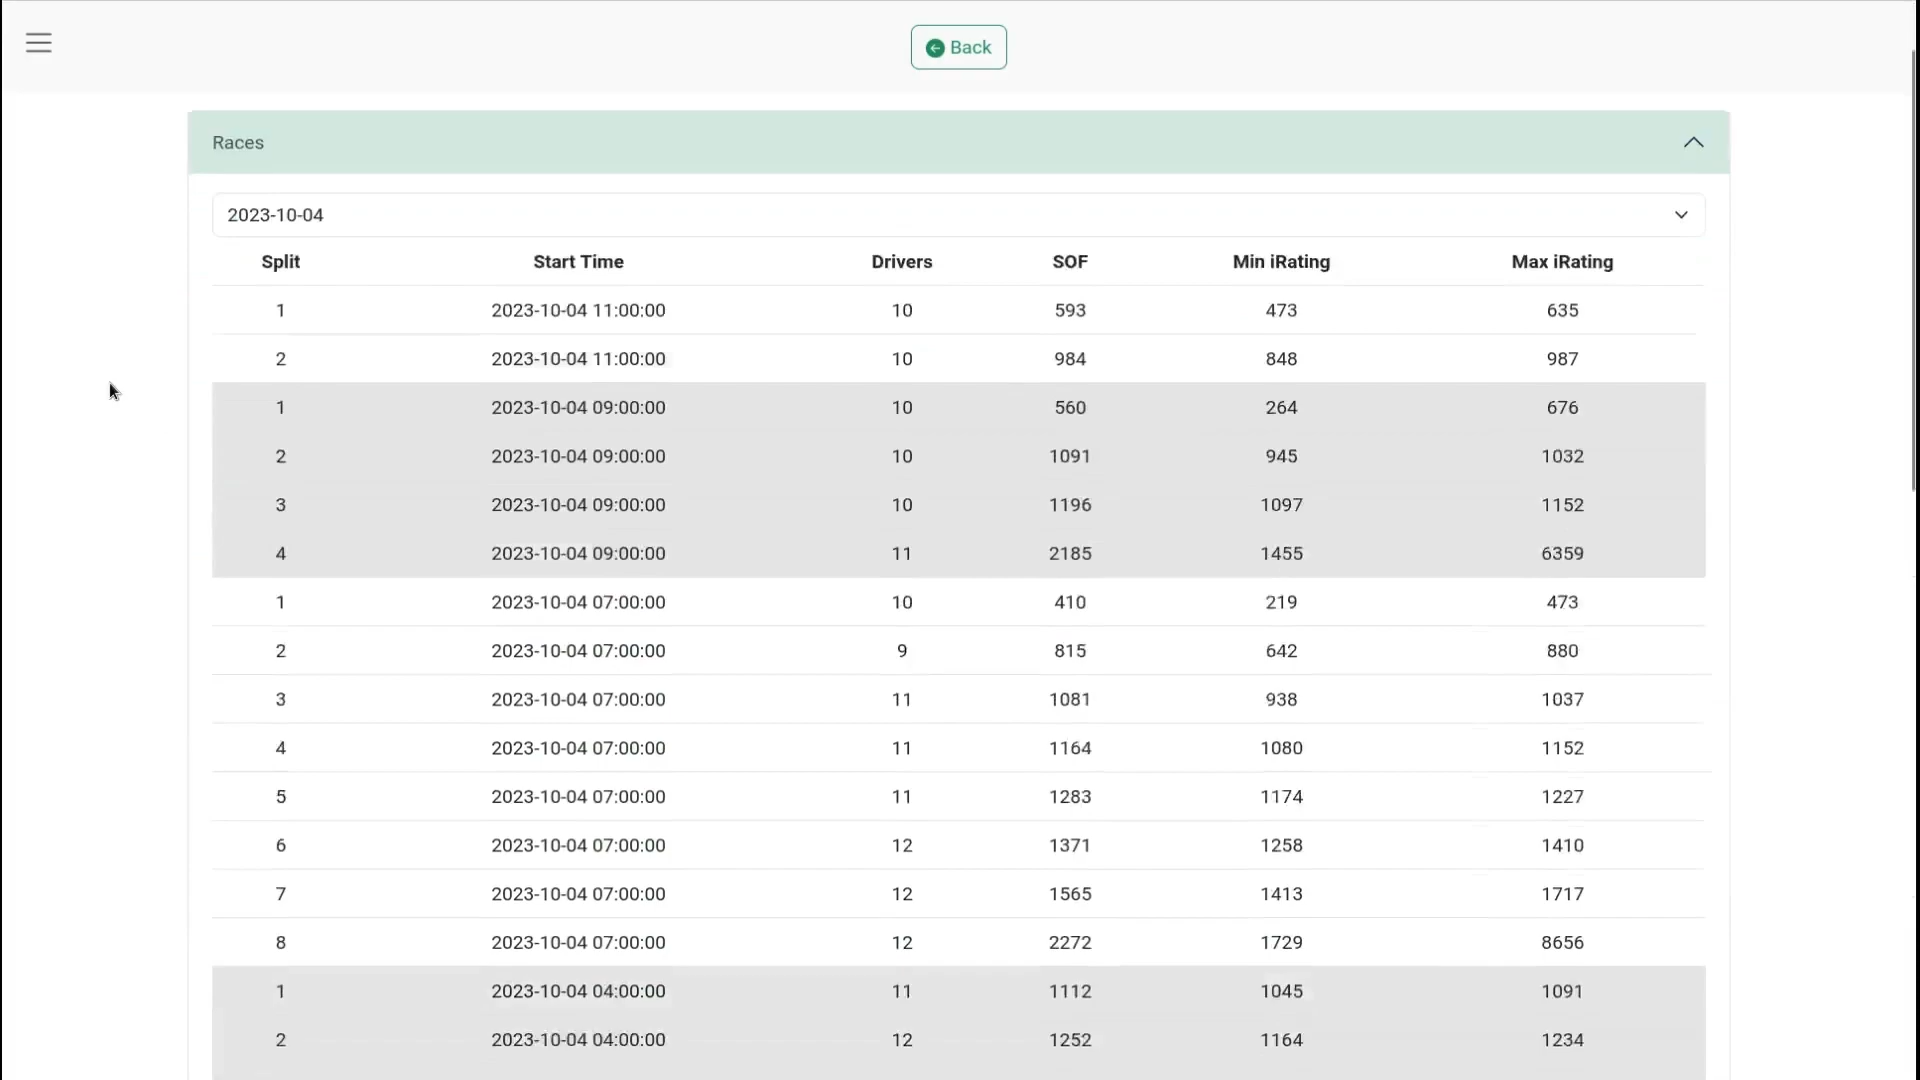 Back
Races
2023-10-04
Split Start Time Drivers SOF Min iRating Max iRating
1 2023-10-04 11:00:00 10 593 473 635
2 2023-10-04 11:00:00 10 984 848 987
1 2023-10-04 09:00:00 10 560 264 676
2 2023-10-04 09:00:00 10 1091 945 1032
3 2023-10-04 09:00:00 10 1196 1097 1152
4 2023-10-04 09:00:00 11 2185 1455 6359
1 2023-10-04 07:00:00 10 410 219 473
2 2023-10-04 07:00:00 9 815 642 880
3 2023-10-04 07:00:00 11 1081 938 1037
4 2023-10-04 07:00:00 11 1164 1080 1152
5 2023-10-04 07:00:00 11 1283 1174 1227
6 2023-10-04 07:00:00 12 1371 1258 1410
7 2023-10-04 07:00:00 12 1565 1413 1717
8 2023-10-04 07:00:00 12 2272 1729 8656
1 2023-10-04 04:00:00 11 1112 1045 1091
2 2023-10-04 04:00:00 12 1252 1164 1234